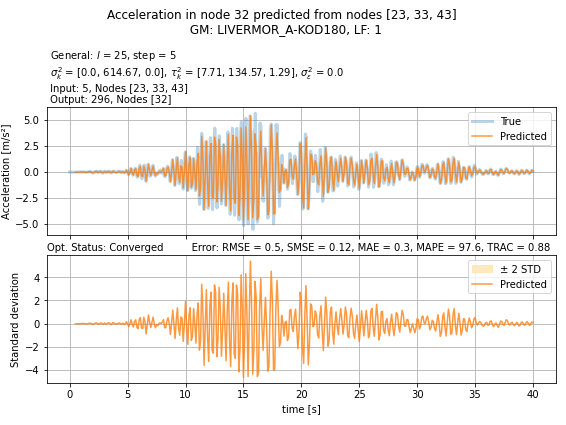 Acceleration in node 32 predicted from nodes [23, 33, 43]
GM: LIVERMOR_A-KOD180, LF: 1
General: l = 25, step = 5
σ²ₖ = [0.0, 614.67, 0.0], τ²ₖ = [7.71, 134.57, 1.29], σ²ε = 0.0
Input: 5, Nodes [23, 33, 43]
Output: 296, Nodes [32]
Acceleration [m/s²]
5.0
2.5
0.0
−2.5
−5.0
True
Predicted
Opt. Status: Converged
Error: RMSE = 0.5, SMSE = 0.12, MAE = 0.3, MAPE = 97.6, TRAC = 0.88
Standard deviation
4
2
0
−2
−4
± 2 STD
Predicted
0 5 10 15 20 25 30 35 40
time [s]